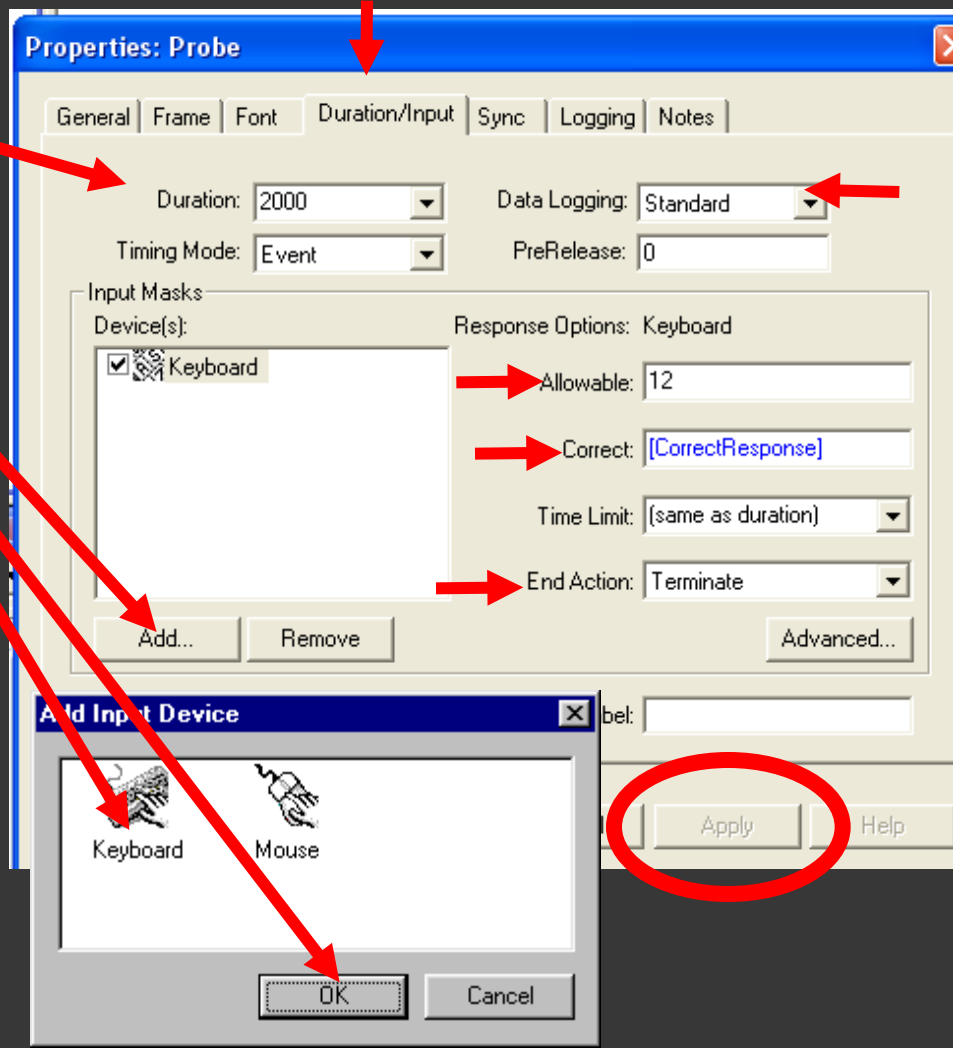 Properties: Probe
General Frame Font Duration/Input Sync Logging Notes
Duration: 2000 Data Logging: Standard
Timing Mode: Event PreRelease: 0
Input Masks
Device(s): Response Options: Keyboard
Keyboard
Allowable: 12
Correct: [CorrectResponse]
Time Limit: (same as duration)
End Action: Terminate
Add... Remove Advanced...
Add Input Device
bel:
Keyboard Mouse
Apply Help
OK Cancel